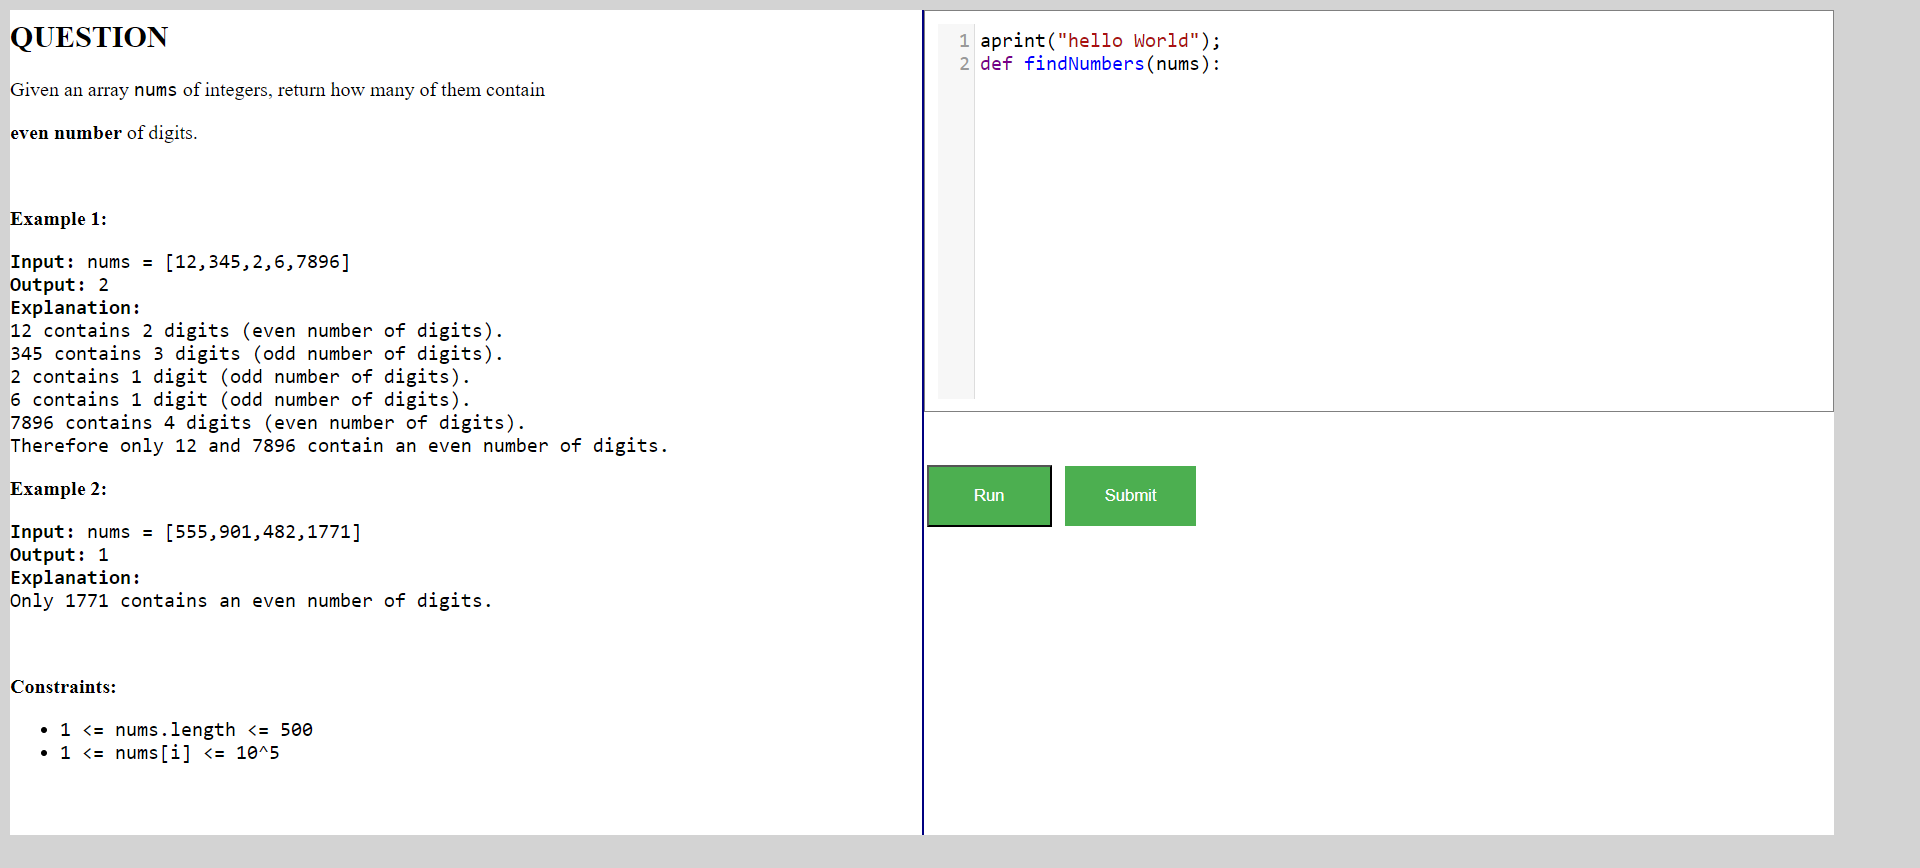 QUESTION
Given an array nums of integers, return how many of them contain
even number of digits.
Example 1:
Input: nums = [12,345,2,6,7896]
Output: 2
Explanation:
12 contains 2 digits (even number of digits).
345 contains 3 digits (odd number of digits).
2 contains 1 digit (odd number of digits).
6 contains 1 digit (odd number of digits).
7896 contains 4 digits (even number of digits).
Therefore only 12 and 7896 contain an even number of digits.
Example 2:
Input: nums = [555,901,482,1771]
Output: 1
Explanation:
Only 1771 contains an even number of digits.
Constraints:
• 1 <= nums.length <= 500
• 1 <= nums[i] <= 10^5
1 aprint("hello World");
2 def findNumbers(nums):
Run
Submit